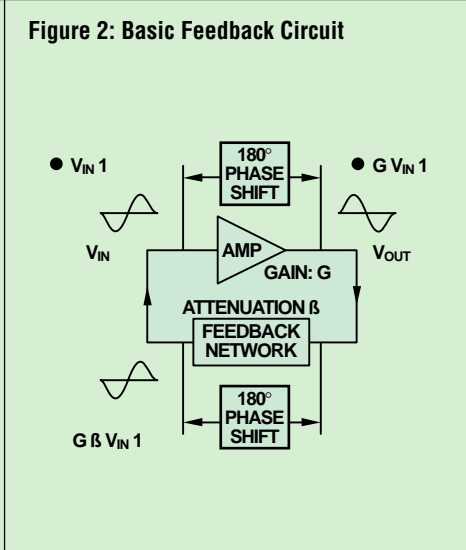 Figure 2: Basic Feedback Circuit
180°
PHASE
SHIFT
● VIN 1
● G VIN 1
VIN
AMP
GAIN: G
VOUT
ATTENUATION ß
FEEDBACK
NETWORK
180°
PHASE
SHIFT
G ß VIN 1